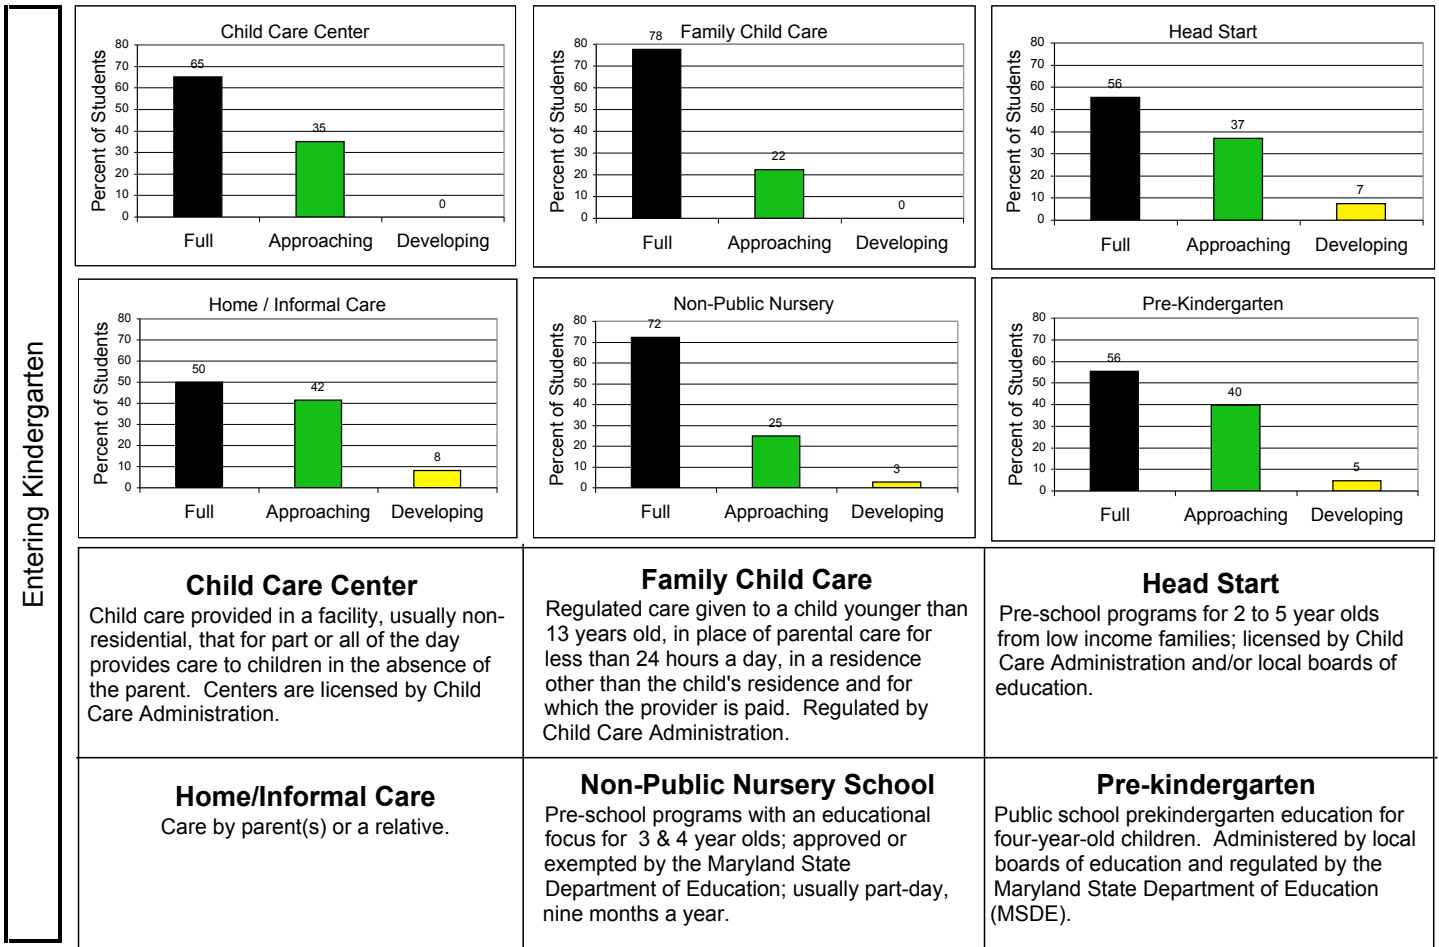 Entering Kindergarten
Child Care Center
Percent of Students
80
70
60
50
40
30
20
10
0
65
35
0
Full Approaching Developing
Family Child Care
Percent of Students
80
70
60
50
40
30
20
10
0
78
22
0
Full Approaching Developing
Head Start
Percent of Students
80
70
60
50
40
30
20
10
0
56
37
7
Full Approaching Developing
Home / Informal Care
Percent of Students
80
70
60
50
40
30
20
10
0
50
42
8
Full Approaching Developing
Non-Public Nursery
Percent of Students
80
70
60
50
40
30
20
10
0
72
25
3
Full Approaching Developing
Pre-Kindergarten
Percent of Students
80
70
60
50
40
30
20
10
0
56
40
5
Full Approaching Developing
Child Care Center
Child care provided in a facility, usually non-
residential, that for part or all of the day
provides care to children in the absence of
the parent. Centers are licensed by Child
Care Administration.
Family Child Care
Regulated care given to a child younger than
13 years old, in place of parental care for
less than 24 hours a day, in a residence
other than the child's residence and for
which the provider is paid. Regulated by
Child Care Administration.
Head Start
Pre-school programs for 2 to 5 year olds
from low income families; licensed by Child
Care Administration and/or local boards of
education.
Home/Informal Care
Care by parent(s) or a relative.
Non-Public Nursery School
Pre-school programs with an educational
focus for 3 & 4 year olds; approved or
exempted by the Maryland State
Department of Education; usually part-day,
nine months a year.
Pre-kindergarten
Public school prekindergarten education for
four-year-old children. Administered by local
boards of education and regulated by the
Maryland State Department of Education
(MSDE).